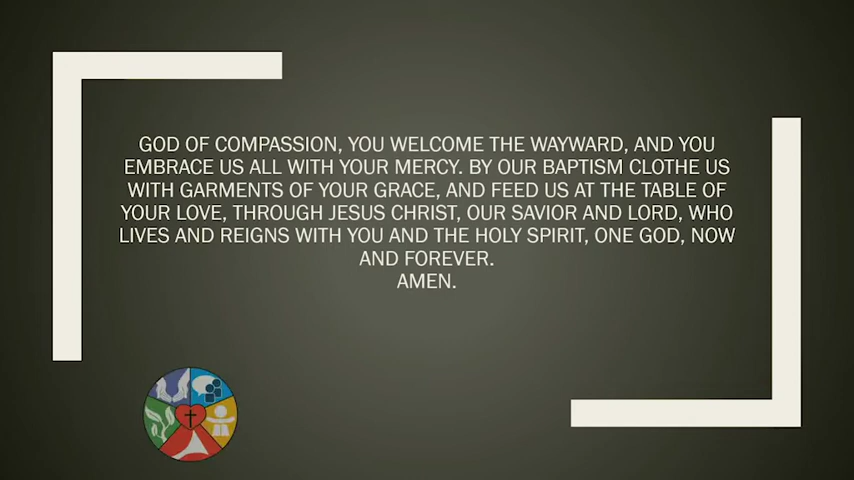 GOD OF COMPASSION, YOU WELCOME THE WAYWARD, AND YOU
EMBRACE US ALL WITH YOUR MERCY. BY OUR BAPTISM CLOTHE US
WITH GARMENTS OF YOUR GRACE, AND FEED US AT THE TABLE OF
YOUR LOVE, THROUGH JESUS CHRIST, OUR SAVIOR AND LORD, WHO
LIVES AND REIGNS WITH YOU AND THE HOLY SPIRIT, ONE GOD, NOW
AND FOREVER.
AMEN.